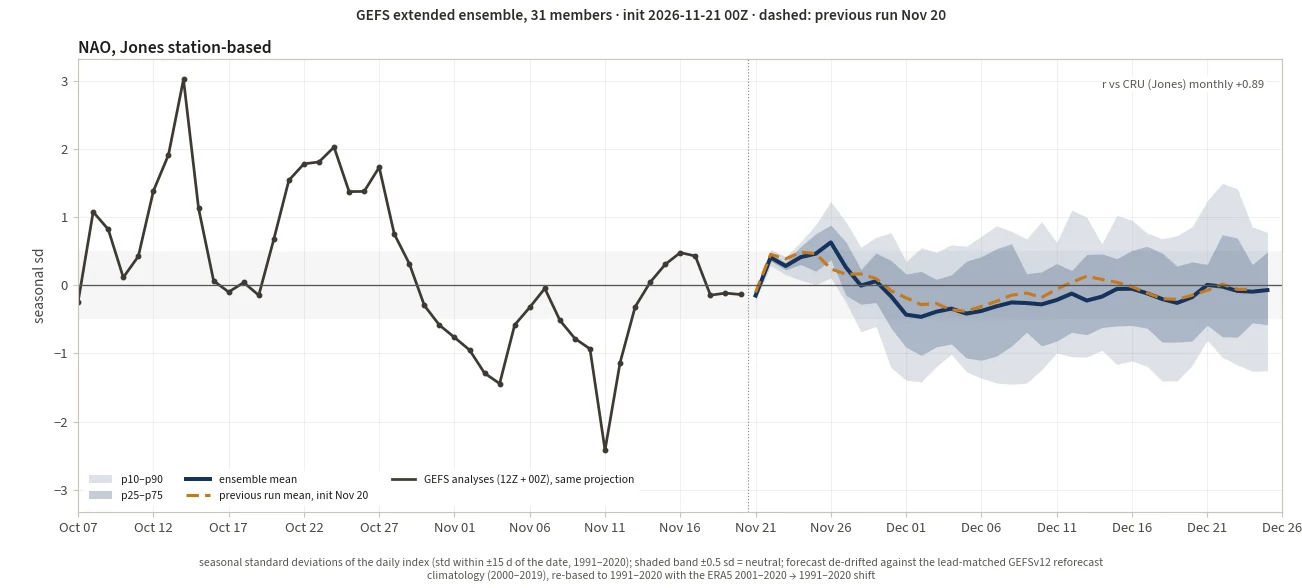 GEFS extended ensemble, 31 members · init 2026-11-21 00Z · dashed: previous run Nov 20
NAO, Jones station-based
r vs CRU (Jones) monthly +0.89
seasonal sd
3
2
1
0
−1
−2
−3
p10–p90
ensemble mean
GEFS analyses (12Z + 00Z), same projection
p25–p75
previous run mean, init Nov 20
Oct 07 Oct 12 Oct 17 Oct 22 Oct 27 Nov 01 Nov 06 Nov 11 Nov 16 Nov 21 Nov 26 Dec 01 Dec 06 Dec 11 Dec 16 Dec 21 Dec 26
seasonal standard deviations of the daily index (std within ±15 d of the date, 1991–2020); shaded band ±0.5 sd = neutral; forecast de-drifted against the lead-matched GEFSv12 reforecast
climatology (2000–2019), re-based to 1991–2020 with the ERA5 2001–2020 → 1991–2020 shift